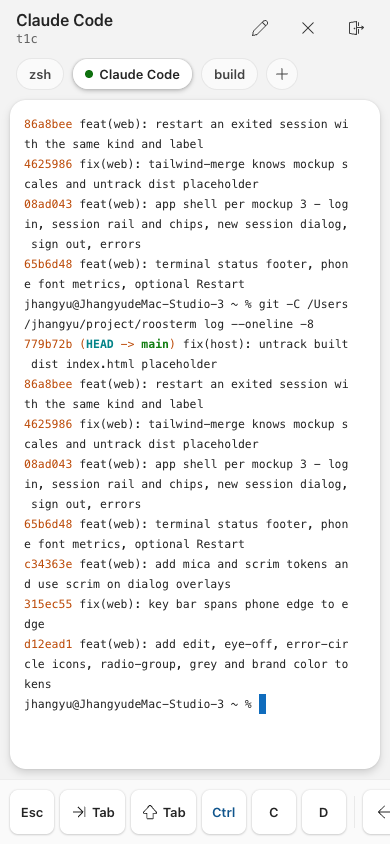 Claude Code
t1c
zsh
Claude Code
build
86a8bee feat(web): restart an exited session wi
th the same kind and label
4625986 fix(web): tailwind-merge knows mockup s
cales and untrack dist placeholder
08ad043 feat(web): app shell per mockup 3 — log
in, session rail and chips, new session dialog,
 sign out, errors
65b6d48 feat(web): terminal status footer, phon
e font metrics, optional Restart
jhangyu@JhangyudeMac-Studio-3 ~ % git -C /Users
/jhangyu/project/roosterm log --oneline -8
779b72b (HEAD -> main) fix(host): untrack built
 dist index.html placeholder
86a8bee feat(web): restart an exited session wi
th the same kind and label
4625986 fix(web): tailwind-merge knows mockup s
cales and untrack dist placeholder
08ad043 feat(web): app shell per mockup 3 — log
in, session rail and chips, new session dialog,
 sign out, errors
65b6d48 feat(web): terminal status footer, phon
e font metrics, optional Restart
c34363e feat(web): add mica and scrim tokens an
d use scrim on dialog overlays
315ec55 fix(web): key bar spans phone edge to e
dge
d12ead1 feat(web): add edit, eye-off, error-cir
cle icons, radio-group, grey and brand color to
kens
jhangyu@JhangyudeMac-Studio-3 ~ %
Esc
Tab
Tab
Ctrl
C
D